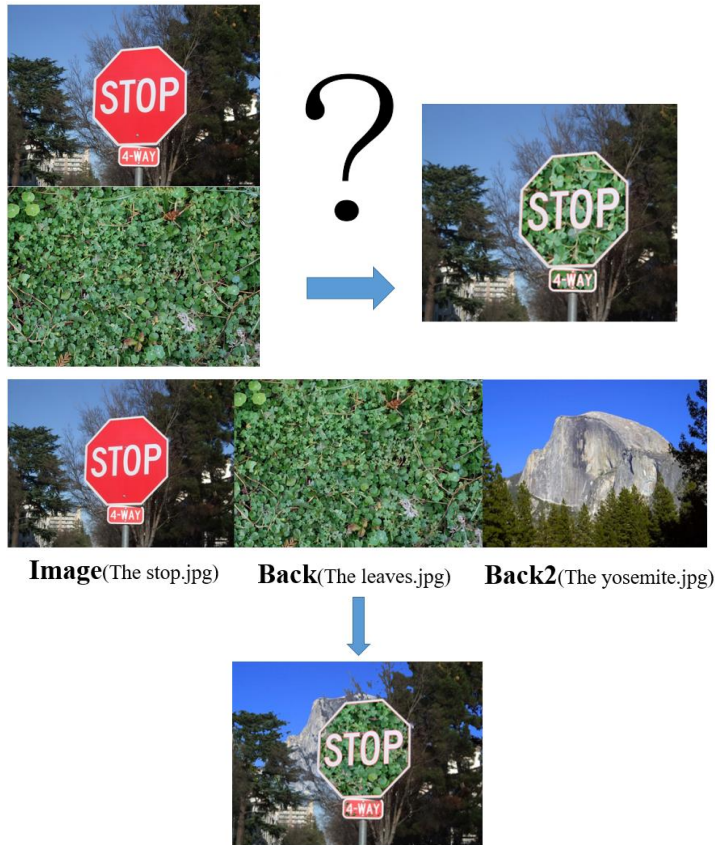 STOP
4-WAY
?
STOP
4-WAY
STOP
4-WAY
Image(The stop.jpg) Back(The leaves.jpg) Back2(The yosemite.jpg)
STOP
4-WAY